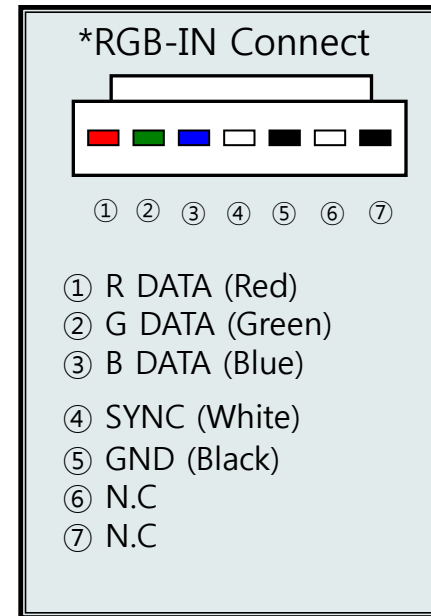 *RGB-IN Connect
① ② ③ ④ ⑤ ⑥ ⑦
① R DATA (Red)
② G DATA (Green)
③ B DATA (Blue)
④ SYNC (White)
⑤ GND (Black)
⑥ N.C
⑦ N.C